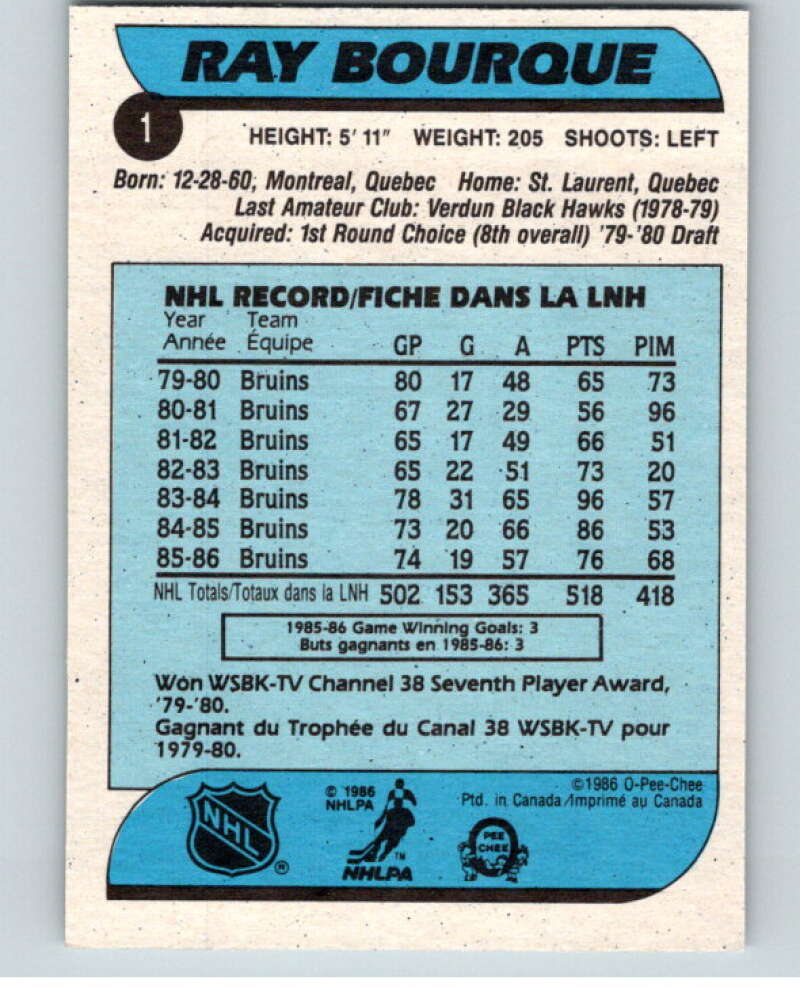 RAY BOURQUE
1
HEIGHT: 5' 11" WEIGHT: 205 SHOOTS: LEFT
Born: 12-28-60, Montreal, Quebec Home: St. Laurent, Quebec
Last Amateur Club: Verdun Black Hawks (1978-79)
Acquired: 1st Round Choice (8th overall) '79-'80 Draft
NHL RECORD/FICHE DANS LA LNH
Year Team
Année Équipe GP G A PTS PIM
79-80 Bruins 80 17 48 65 73
80-81 Bruins 67 27 29 56 96
81-82 Bruins 65 17 49 66 51
82-83 Bruins 65 22 51 73 20
83-84 Bruins 78 31 65 96 57
84-85 Bruins 73 20 66 86 53
85-86 Bruins 74 19 57 76 68
NHL Totals/Totaux dans la LNH 502 153 365 518 418
1985-86 Game Winning Goals: 3
Buts gagnants en 1985-86: 3
Won WSBK-TV Channel 38 Seventh Player Award,
'79-'80.
Gagnant du Trophée du Canal 38 WSBK-TV pour
1979-80.
NHL ®
© 1986
NHLPA
TM
NHLPA
©1986 O-Pee-Chee
Ptd. in Canada/Imprimé au Canada
PEE
CHEE